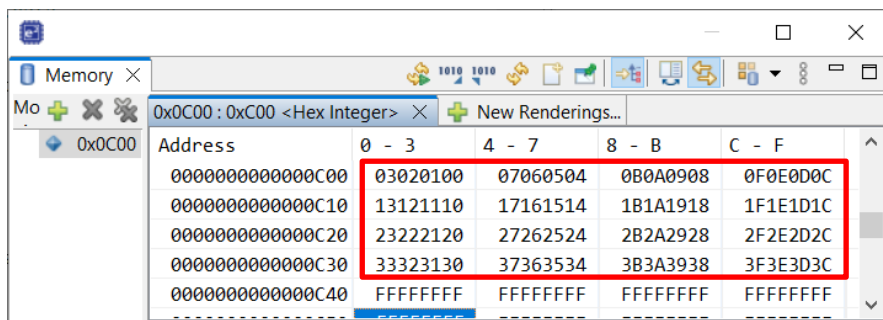 Memory
1010 1010
Mo
0x0C00 : 0xC00 <Hex Integer>
New Renderings...
0x0C00
Address 0 - 3 4 - 7 8 - B C - F
0000000000000C00 03020100 07060504 0B0A0908 0F0E0D0C
0000000000000C10 13121110 17161514 1B1A1918 1F1E1D1C
0000000000000C20 23222120 27262524 2B2A2928 2F2E2D2C
0000000000000C30 33323130 37363534 3B3A3938 3F3E3D3C
0000000000000C40 FFFFFFFF FFFFFFFF FFFFFFFF FFFFFFFF